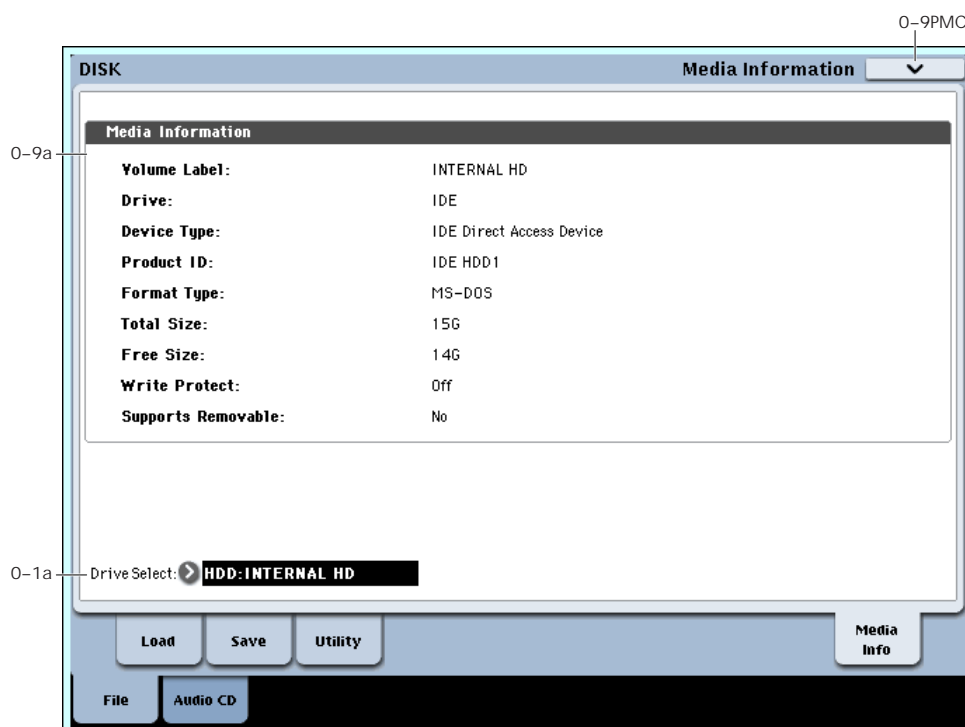 0–9PMC
DISK
Media Information
Media Information
0–9a
Volume Label: INTERNAL HD
Drive: IDE
Device Type: IDE Direct Access Device
Product ID: IDE HDD1
Format Type: MS-DOS
Total Size: 15G
Free Size: 14G
Write Protect: Off
Supports Removable: No
0–1a
Drive Select: HDD:INTERNAL HD
Load Save Utility
Media
Info
File Audio CD